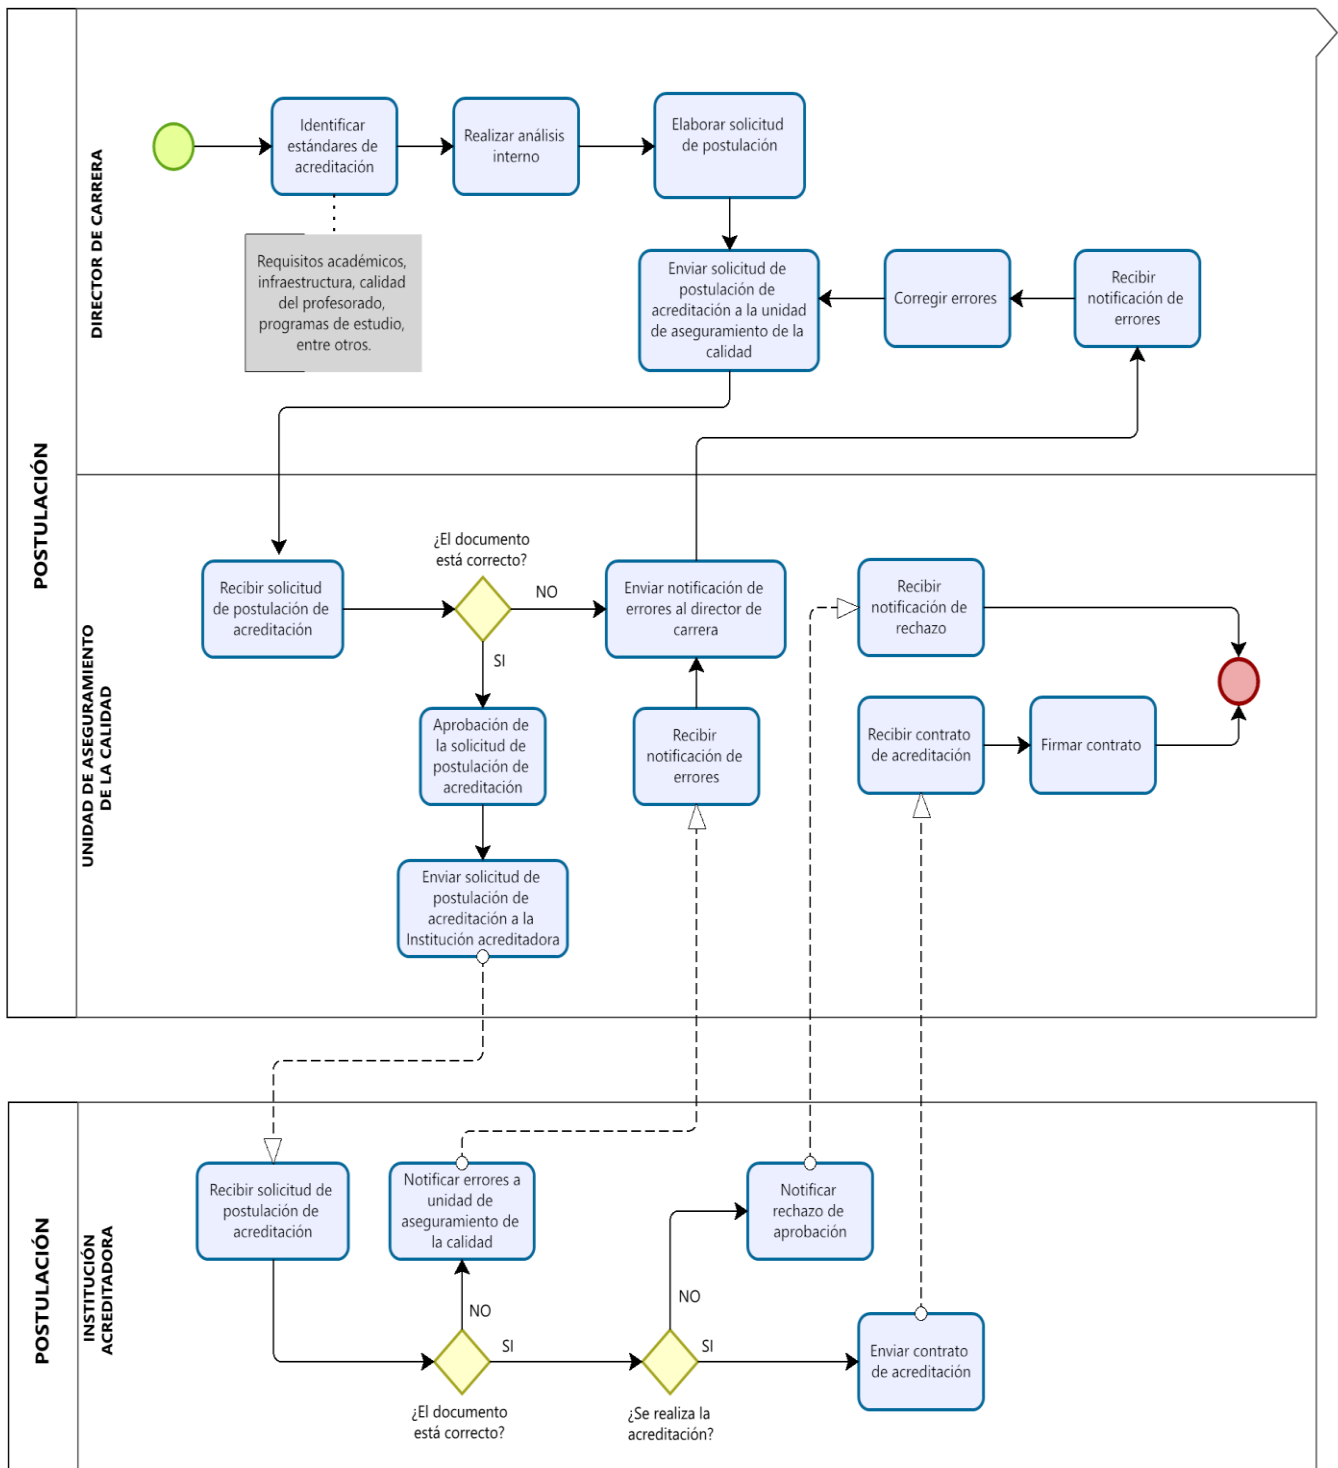 POSTULACIÓN
DIRECTOR DE CARRERA
Identificar
estándares de
acreditación
Realizar análisis
interno
Elaborar solicitud
de postulación
Requisitos académicos,
infraestructura, calidad
del profesorado,
programas de estudio,
entre otros.
Enviar solicitud de
postulación de
acreditación a la unidad
de aseguramiento de la
calidad
Corregir errores
Recibir
notificación de
errores
UNIDAD DE ASEGURAMIENTO
DE LA CALIDAD
Recibir solicitud
de postulación de
acreditación
¿El documento
está correcto?
NO
SI
Enviar notificación de
errores al director de
carrera
Recibir
notificación de
rechazo
Aprobación de
la solicitud de
postulación de
acreditación
Recibir
notificación de
errores
Recibir contrato
de acreditación
Firmar contrato
Enviar solicitud de
postulación de
acreditación a la
Institución acreditadora
POSTULACIÓN
INSTITUCIÓN
ACREDITADORA
Recibir solicitud de
postulación de
acreditación
Notificar errores a
unidad de
aseguramiento de
la calidad
Notificar
rechazo de
aprobación
NO
SI
NO
SI
Enviar contrato
de acreditación
¿El documento
está correcto?
¿Se realiza la
acreditación?